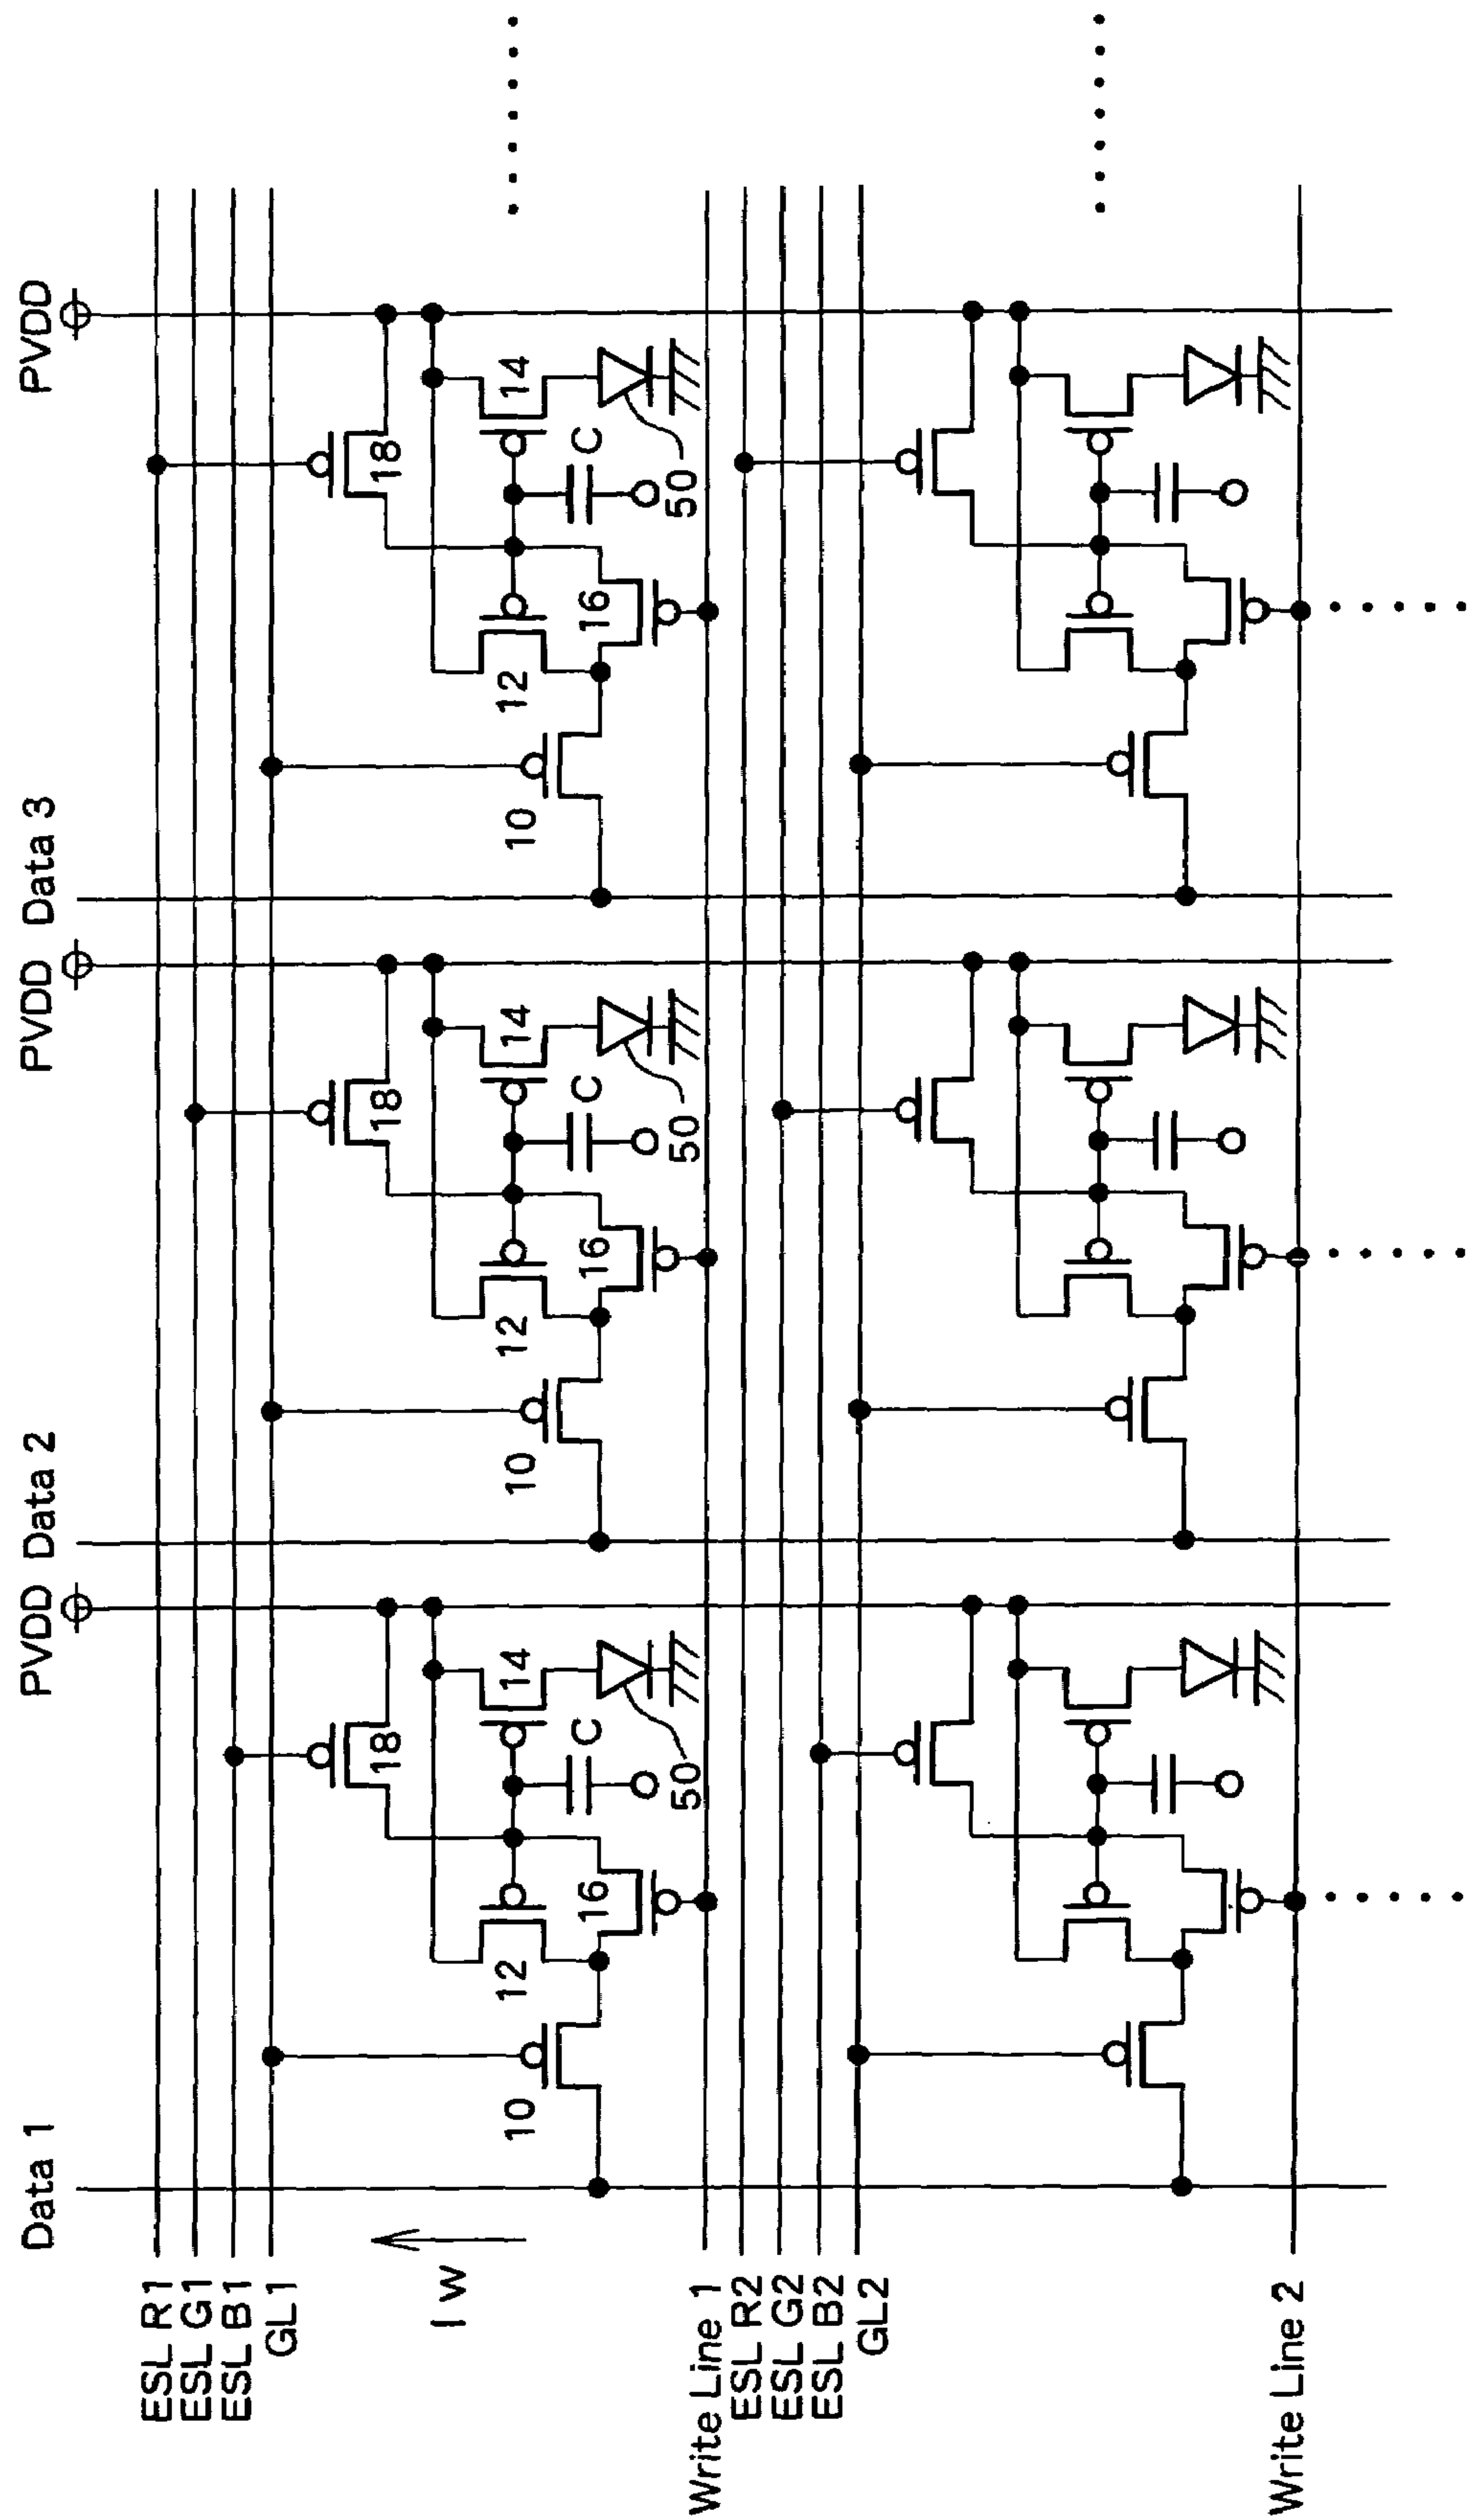 Data 1
PVDD
Data 2
PVDD
Data 3
PVDD
ESL R1
ESL G1
ESL B1
GL1
18
18
18
I W
10
12
14
10
12
14
10
12
14
16
C
16
C
16
C
50
50
50
Write Line 1
ESL R2
ESL G2
ESL B2
GL2
Write Line 2